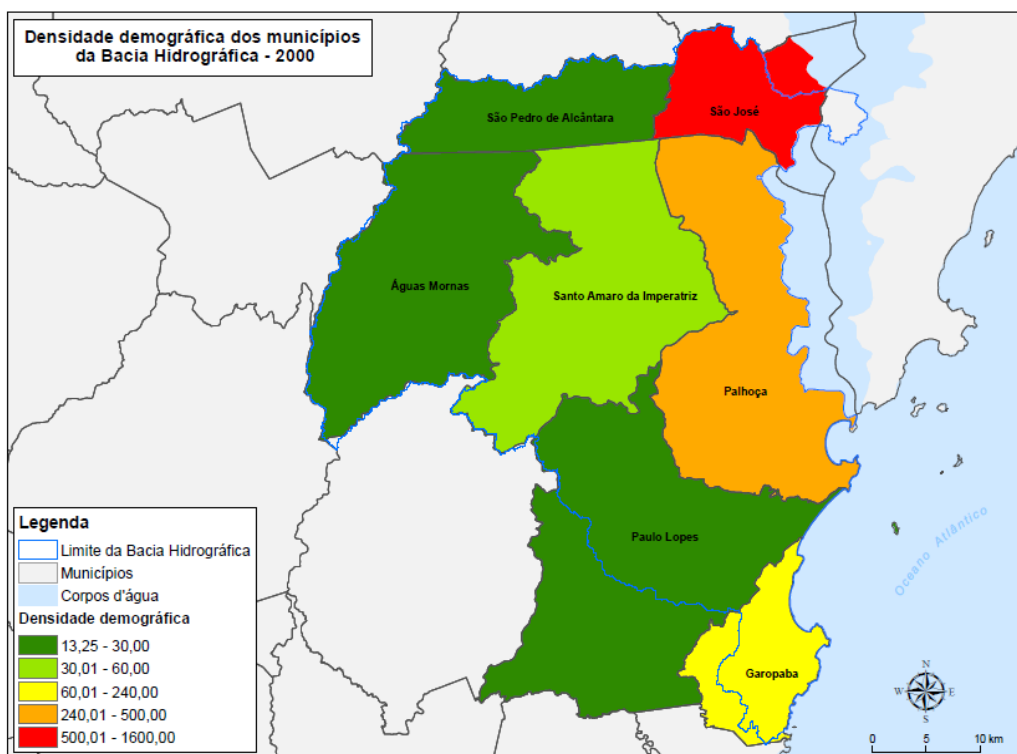 Densidade demográfica dos municípios
da Bacia Hidrográfica - 2000
São Pedro de Alcântara
São José
Águas Mornas
Santo Amaro da Imperatriz
Palhoça
Paulo Lopes
Garopaba
Oceano Atlântico
Legenda
Limite da Bacia Hidrográfica
Municípios
Corpos d'água
Densidade demográfica
13,25 - 30,00
30,01 - 60,00
60,01 - 240,00
240,01 - 500,00
500,01 - 1600,00
N
W E
S
0 5 10 km